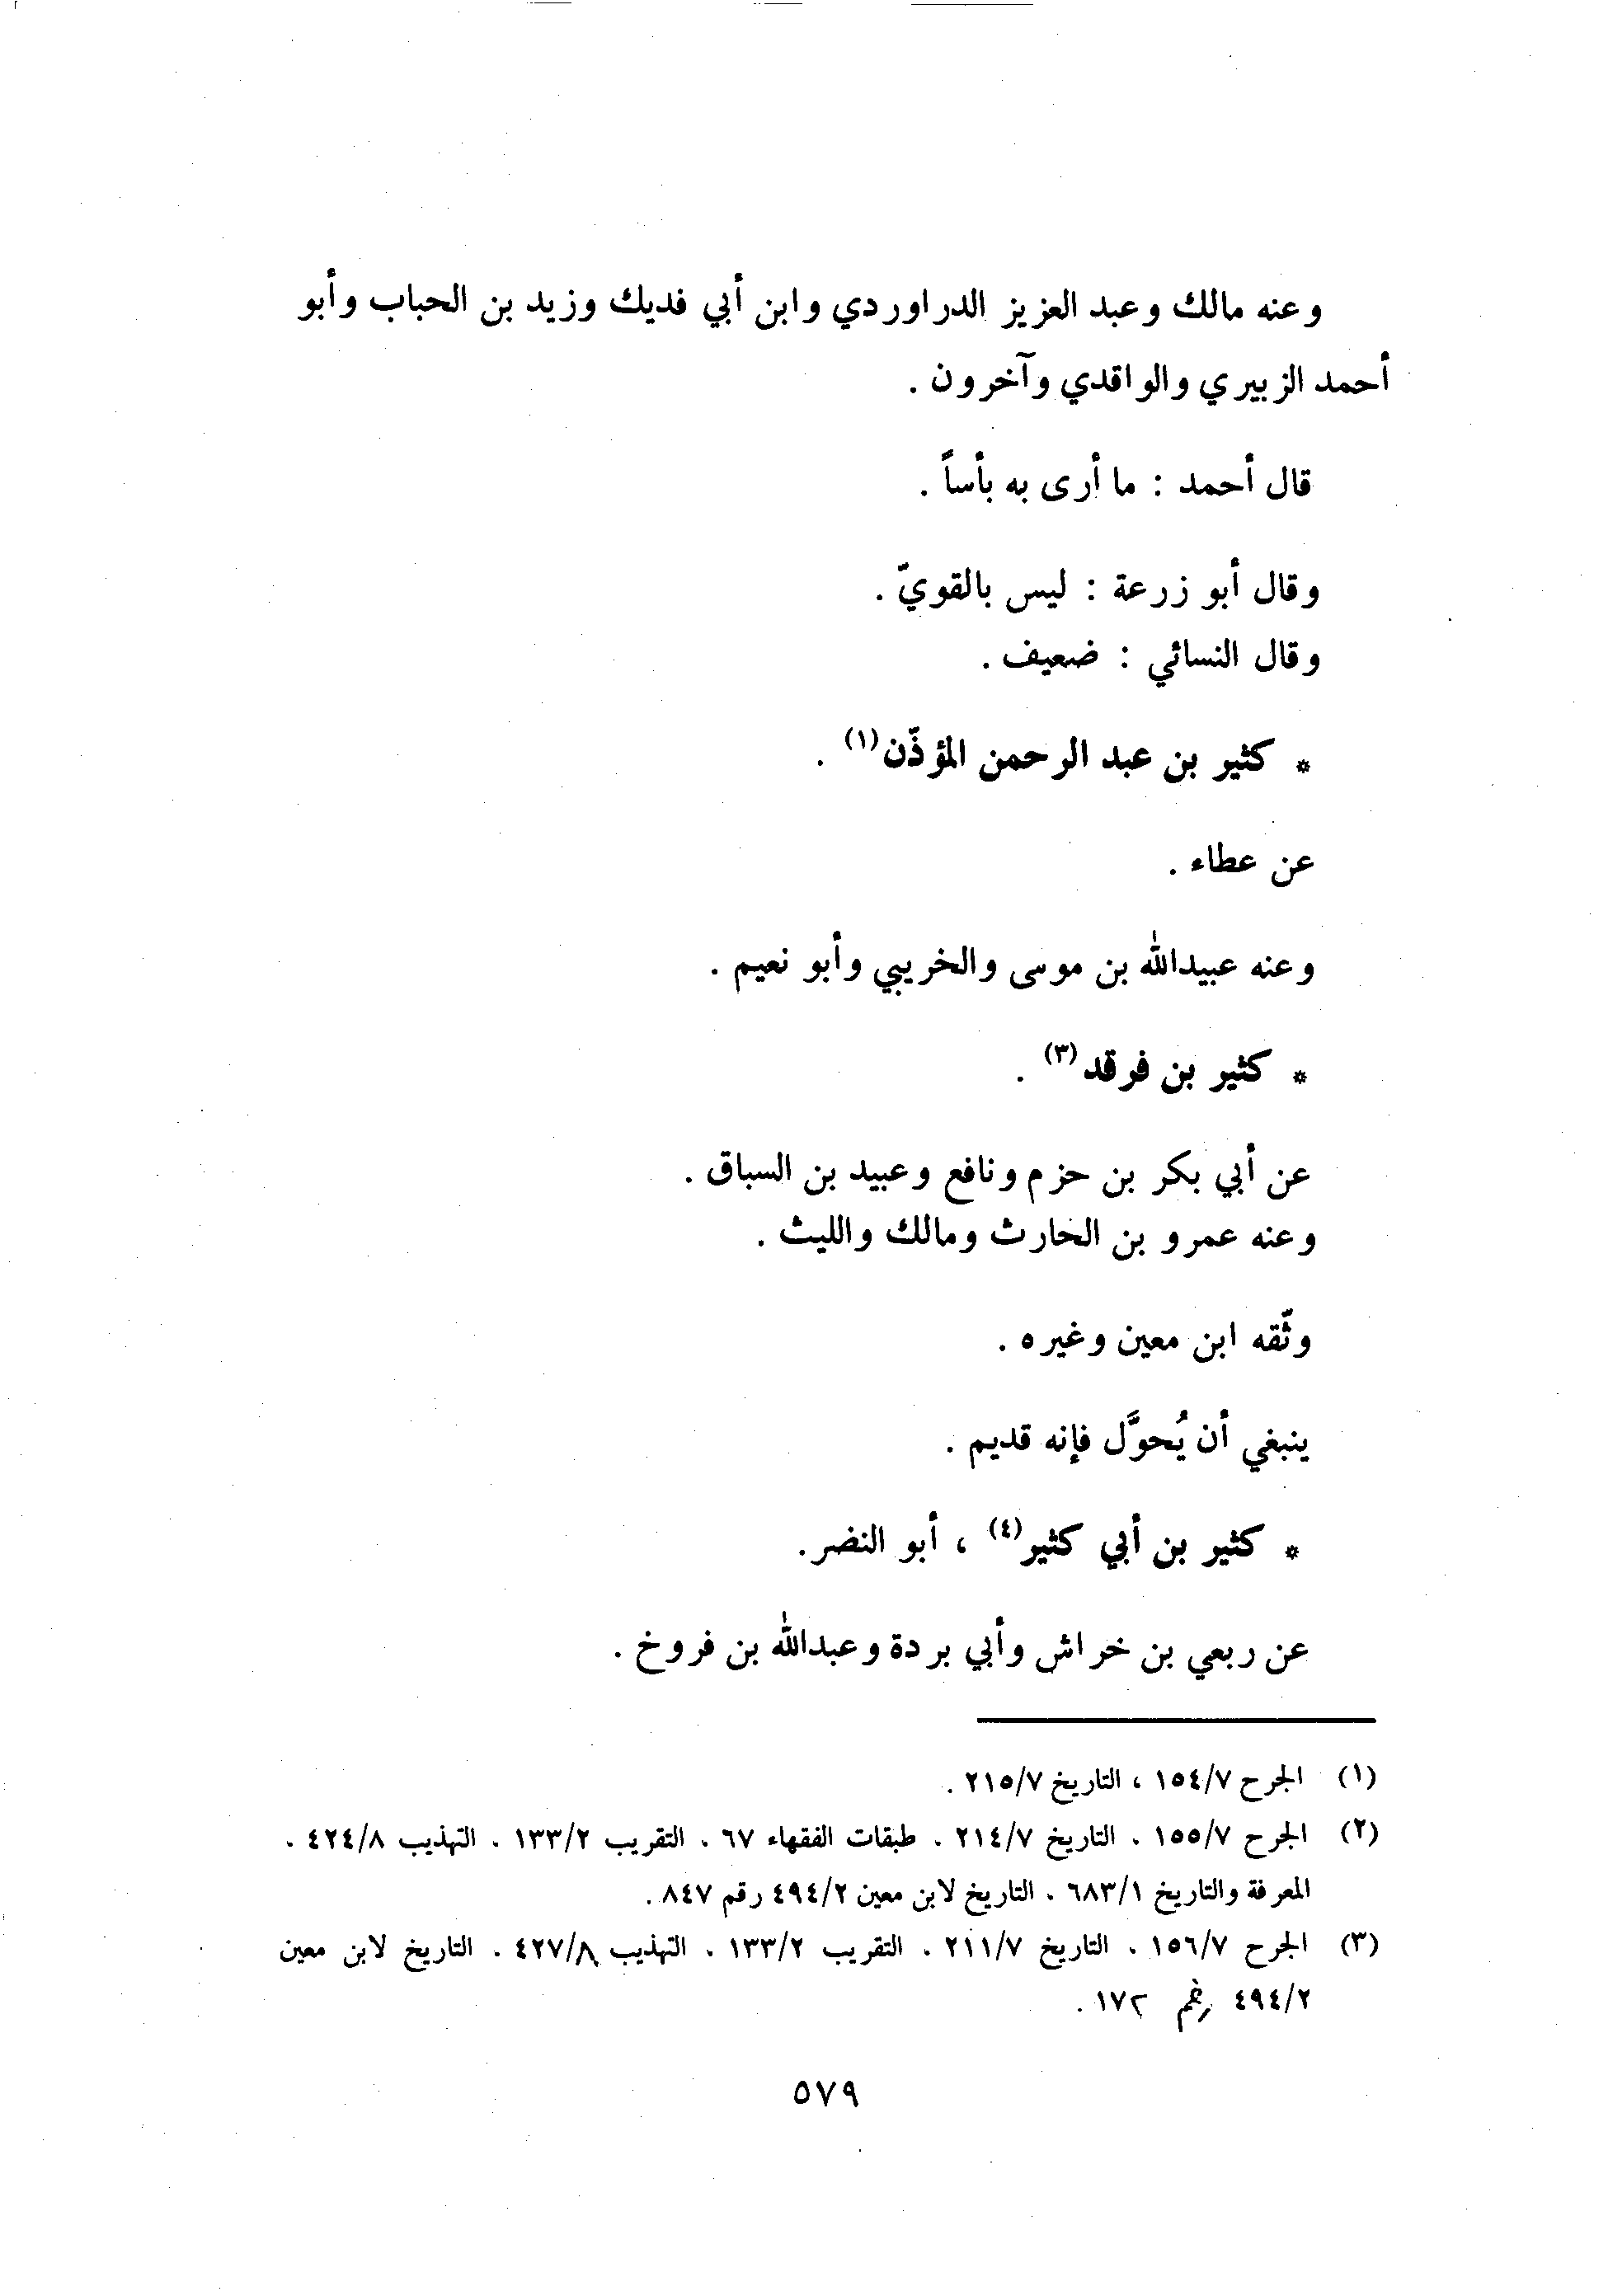 وعنه مالك وعبد العزيز الدراوردي وابن أبي فديك وزيد بن الحباب وأبو
أحمد الزبيري والواقدي وآخرون .
قال أحمد : ما أرى به بأساً .
وقال أبو زرعة : ليس بالقويّ .
وقال النسائي : ضعيف .
* كثير بن عبد الرحمن المؤذّن(١) .
عن عطاء .
وعنه عبيدالله بن موسى والخريبي وأبو نعيم .
* كثير بن فرقد(٣) .
عن أبي بكر بن حزم ونافع وعبيد بن السباق .
وعنه عمرو بن الحارث ومالك والليث .
وثّقه ابن معين وغيره .
ينبغي أن يُحوَّل فإنه قديم .
* كثير بن أبي كثير(٤) ، أبو النضر.
عن ربعي بن خراش وأبي بردة وعبدالله بن فروخ .
(١) الجرح ١٥٤/٧ ، التاريخ ٢١٥/٧ .
(٢) الجرح ١٥٥/٧ . التاريخ ٢١٤/٧ . طبقات الفقهاء ٦٧ . التقريب ١٣٣/٢ . التهذيب ٤٢٤/٨ .
المعرفة والتاريخ ٦٨٣/١ . التاريخ لابن معين ٤٩٤/٢ رقم ٨٤٧ .
(٣) الجرح ١٥٦/٧ . التاريخ ٢١١/٧ . التقريب ١٣٣/٢ . التهذيب ٤٢٧/٨ . التاريخ لابن معين
٤٩٤/٢ رقم ١٧٢ .
٥٧٩